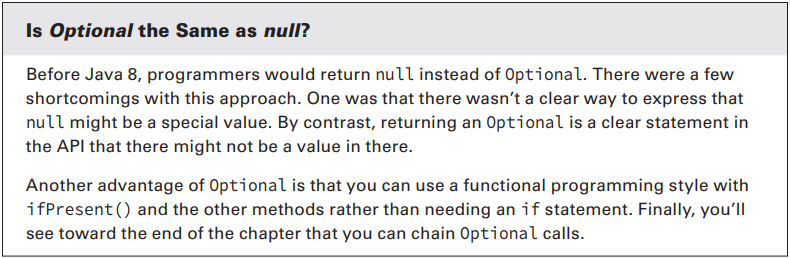 Is Optional the Same as null?
Before Java 8, programmers would return null instead of Optional. There were a few
shortcomings with this approach. One was that there wasn’t a clear way to express that
null might be a special value. By contrast, returning an Optional is a clear statement in
the API that there might not be a value in there.
Another advantage of Optional is that you can use a functional programming style with
ifPresent() and the other methods rather than needing an if statement. Finally, you’ll
see toward the end of the chapter that you can chain Optional calls.